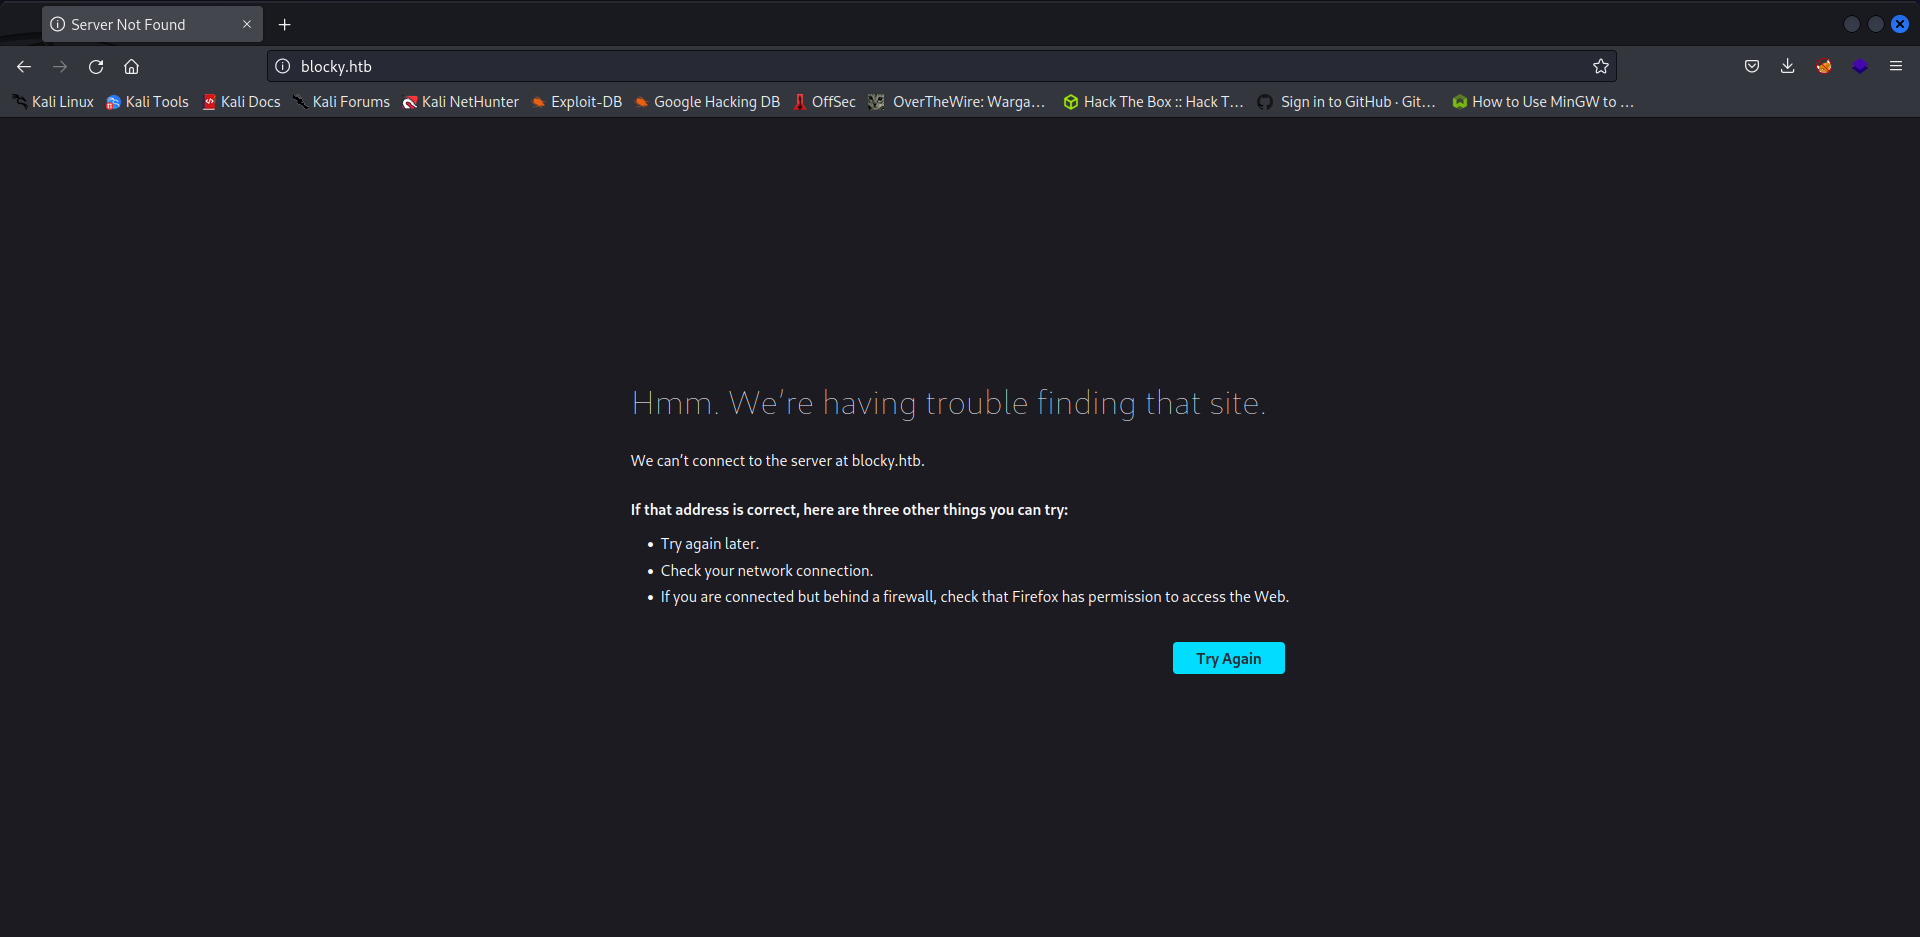 Server Not Found
blocky.htb
Kali Linux Kali Tools Kali Docs Kali Forums Kali NetHunter Exploit-DB Google Hacking DB OffSec OverTheWire: Warga… Hack The Box :: Hack T… Sign in to GitHub · Git… How to Use MinGW to …
Hmm. We’re having trouble finding that site.
We can’t connect to the server at blocky.htb.
If that address is correct, here are three other things you can try:
• Try again later.
• Check your network connection.
• If you are connected but behind a firewall, check that Firefox has permission to access the Web.
Try Again